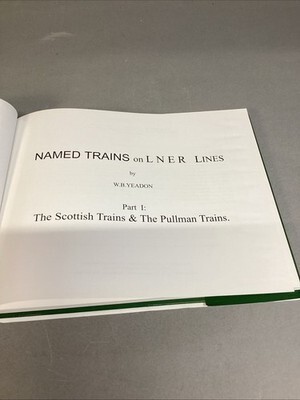 NAMED TRAINS on L N E R LINES
by
W.B.YEADON
Part 1:
The Scottish Trains & The Pullman Trains.